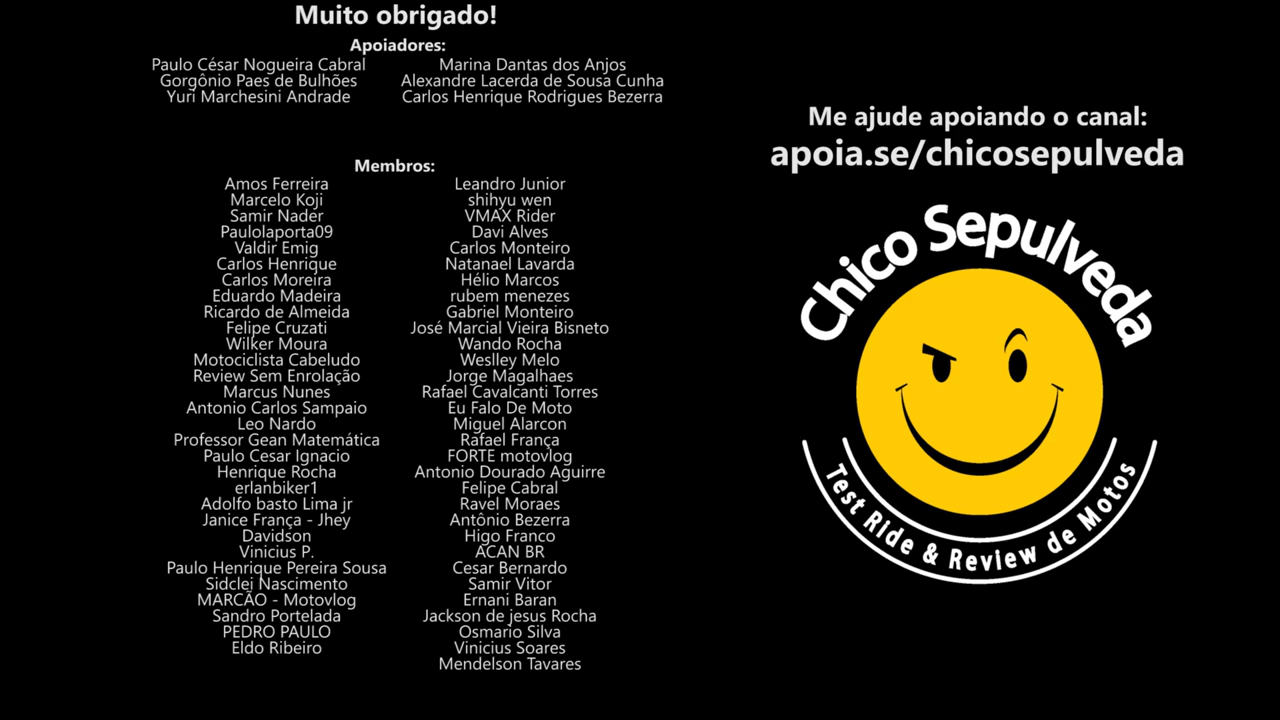 Muito obrigado!
Apoiadores:
Paulo César Nogueira Cabral
Gorgônio Paes de Bulhões
Yuri Marchesini Andrade
Marina Dantas dos Anjos
Alexandre Lacerda de Sousa Cunha
Carlos Henrique Rodrigues Bezerra
Membros:
Amos Ferreira
Marcelo Koji
Samir Nader
Paulolaporta09
Valdir Emig
Carlos Henrique
Carlos Moreira
Eduardo Madeira
Ricardo de Almeida
Felipe Cruzati
Wilker Moura
Motociclista Cabeludo
Review Sem Enrolação
Marcus Nunes
Antonio Carlos Sampaio
Leo Nardo
Professor Gean Matemática
Paulo Cesar Ignacio
Henrique Rocha
erlanbiker1
Adolfo basto Lima jr
Janice França - Jhey
Davidson
Vinicius P.
Paulo Henrique Pereira Sousa
Sidclei Nascimento
MARCÃO - Motovlog
Sandro Portelada
PEDRO PAULO
Eldo Ribeiro
Leandro Junior
shihyu wen
VMAX Rider
Davi Alves
Carlos Monteiro
Natanael Lavarda
Hélio Marcos
rubem menezes
Gabriel Monteiro
José Marcial Vieira Bisneto
Wando Rocha
Weslley Melo
Jorge Magalhaes
Rafael Cavalcanti Torres
Eu Falo De Moto
Miguel Alarcon
Rafael França
FORTE motovlog
Antonio Dourado Aguirre
Felipe Cabral
Ravel Moraes
Antônio Bezerra
Higo Franco
ACAN BR
Cesar Bernardo
Samir Vitor
Ernani Baran
Jackson de jesus Rocha
Osmario Silva
Vinicius Soares
Mendelson Tavares
Me ajude apoiando o canal:
apoia.se/chicosepulveda
Chico Sepulveda
Test Ride & Review de Motos